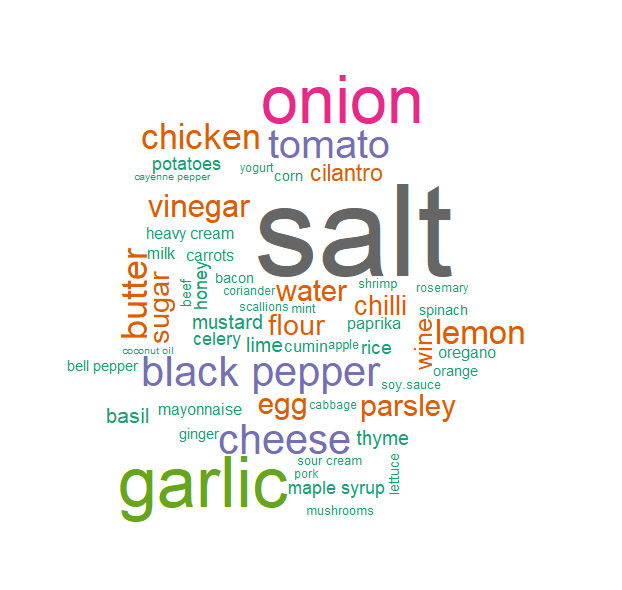 onion
chicken
tomato
potatoes
yogurt
cayenne pepper
corn
cilantro
vinegar
salt
heavy cream
milk
carrots
butter
sugar
beef
honey
bacon
coriander
water
shrimp
rosemary
scallions
mint
chilli
spinach
mustard
flour
paprika
wine
lemon
celery
lime
cumin
apple
rice
oregano
coconut oil
bell pepper
black pepper
orange
soy.sauce
basil
mayonnaise
egg
cabbage
parsley
ginger
cheese
thyme
garlic
sour cream
pork
maple syrup
lettuce
mushrooms